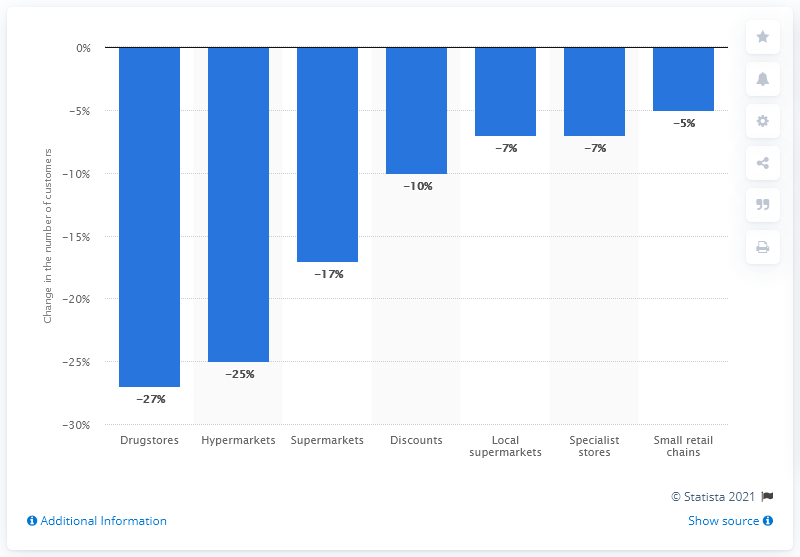 0%
−5%
−10%
−15%
−20%
−25%
−30%
Change in the number of customers
−27%
−25%
−17%
−10%
−7%
−7%
−5%
Drugstores
Hypermarkets
Supermarkets
Discounts
Local
supermarkets
Specialist
stores
Small retail
chains
© Statista 2021
Additional Information
Show source